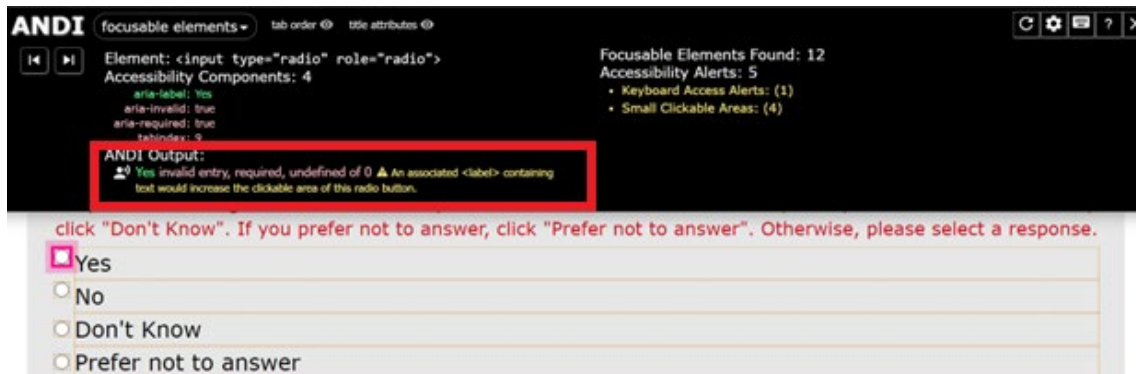 ANDI focusable elements tab order title attributes ?
Element: <input type="radio" role="radio">
Accessibility Components: 4
aria-label: Yes
aria-invalid: true
aria-required: true
tabindex: 9
ANDI Output:
Yes invalid entry, required, undefined of 0 ⚠ An associated <label> containing
text would increase the clickable area of this radio button.
Focusable Elements Found: 12
Accessibility Alerts: 5
• Keyboard Access Alerts: (1)
• Small Clickable Areas: (4)
click "Don't Know". If you prefer not to answer, click "Prefer not to answer". Otherwise, please select a response.
Yes
No
Don't Know
Prefer not to answer